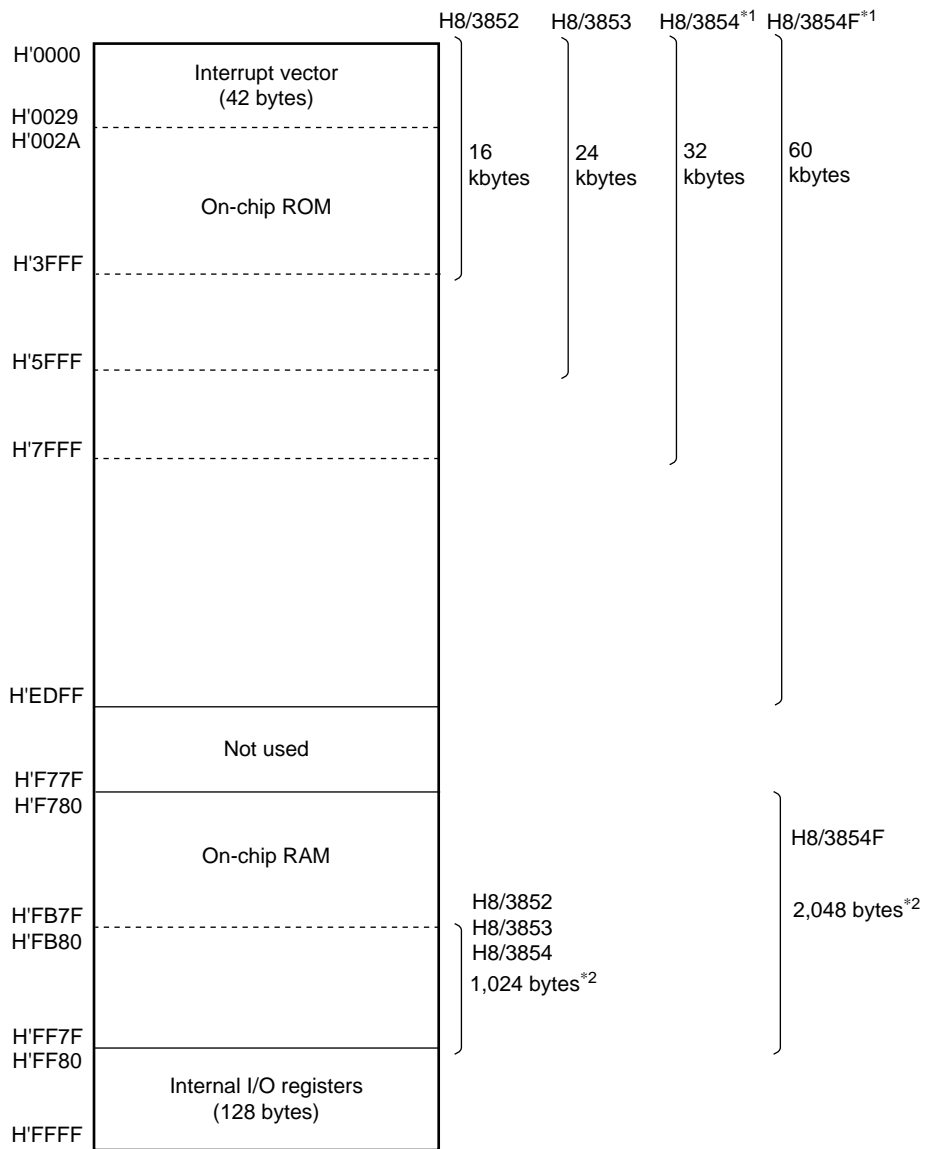 H8/3852 H8/3853 H8/3854*1 H8/3854F*1
H'0000
Interrupt vector
(42 bytes)
H'0029
H'002A
16
kbytes
24
kbytes
32
kbytes
60
kbytes
On-chip ROM
H'3FFF
H'5FFF
H'7FFF
H'EDFF
Not used
H'F77F
H'F780
On-chip RAM
H8/3854F
2,048 bytes*2
H'FB7F
H'FB80
H8/3852
H8/3853
H8/3854
1,024 bytes*2
H'FF7F
H'FF80
Internal I/O registers
(128 bytes)
H'FFFF